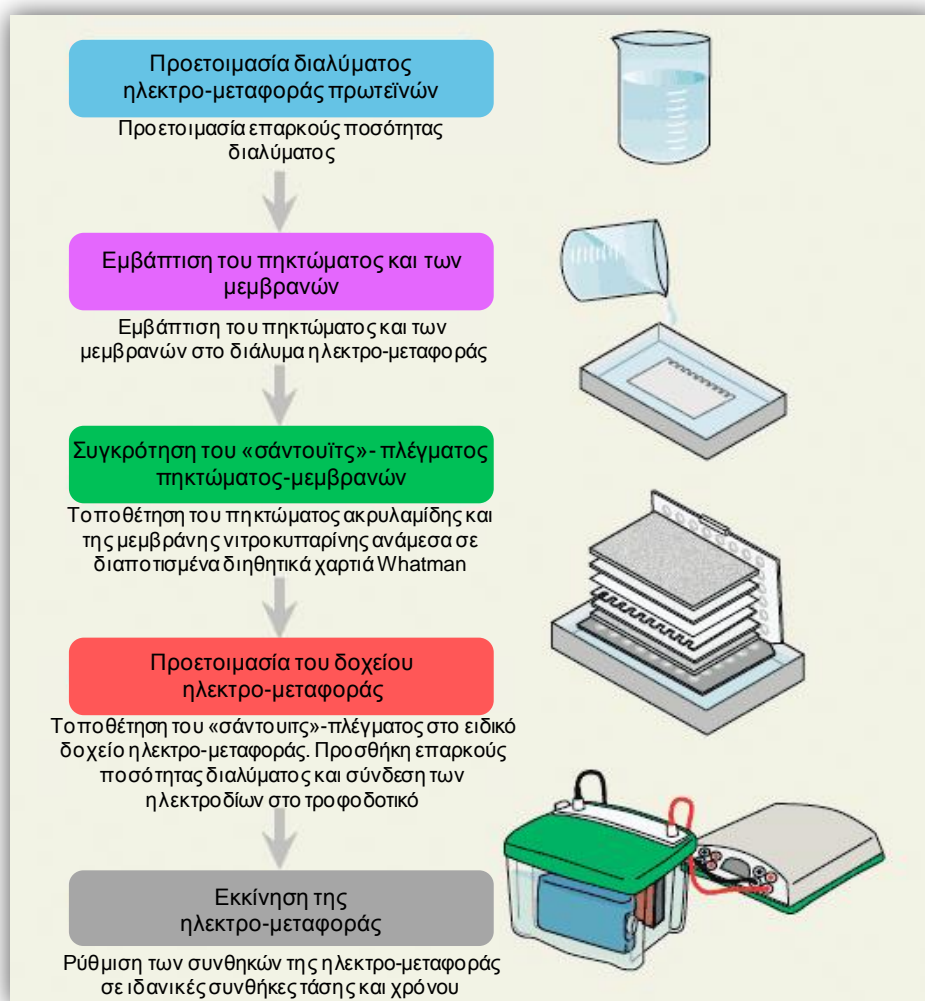 Προετοιμασία διαλύματος
ηλεκτρο-μεταφοράς πρωτεϊνών
Προετοιμασία επαρκούς ποσότητας
διαλύματος
Εμβάπτιση του πηκτώματος και των
μεμβρανών
Εμβάπτιση του πηκτώματος και των
μεμβρανών στο διάλυμα ηλεκτρο-μεταφοράς
Συγκρότηση του «σάντουϊτς»- πλέγματος
πηκτώματος-μεμβρανών
Τοποθέτηση του πηκτώματος ακρυλαμίδης και
της μεμβράνης νιτροκυτταρίνης ανάμεσα σε
διαποτισμένα διηθητικά χαρτιά Whatman
Προετοιμασία του δοχείου
ηλεκτρο-μεταφοράς
Τοποθέτηση του «σάντουιτς»-πλέγματος στο ειδικό
δοχείο ηλεκτρο-μεταφοράς. Προσθήκη επαρκούς
ποσότητας διαλύματος και σύνδεση των
ηλεκτροδίων στο τροφοδοτικό
Εκκίνηση της
ηλεκτρο-μεταφοράς
Ρύθμιση των συνθηκών της ηλεκτρο-μεταφοράς
σε ιδανικές συνθήκες τάσης και χρόνου